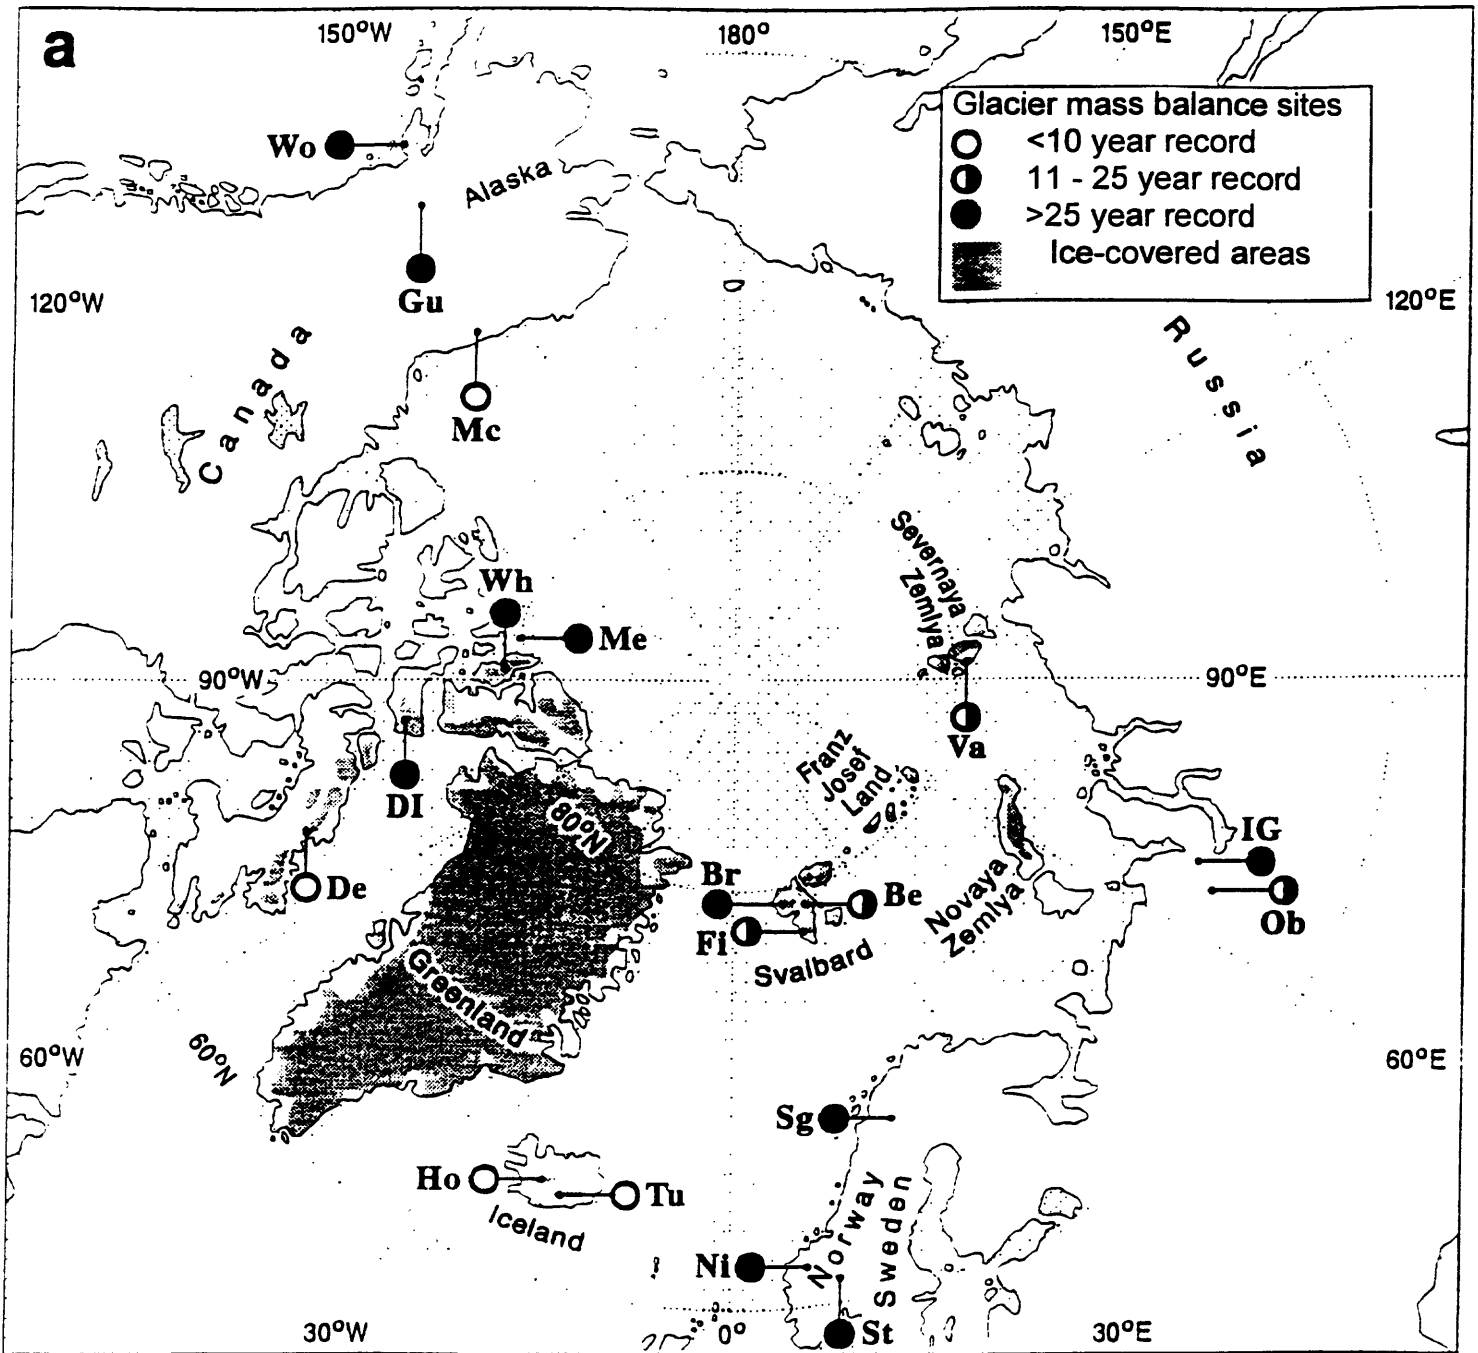 a
150°W
180°
150°E
Glacier mass balance sites
<10 year record
11 - 25 year record
>25 year record
Ice-covered areas
Wo
Alaska
Gu
120°W
120°E
Canada
Russia
Mc
Severnaya
Zemlya
Wh
Me
90°W
90°E
Va
DI
Franz
Josef
Land
80°N
IG
De
Br
Be
Ob
Fi
Novaya
Zemlya
Svalbard
Greenland
60°W
60°N
60°E
Sg
Ho
Tu
Iceland
Norway
Sweden
Ni
St
30°W
0°
30°E